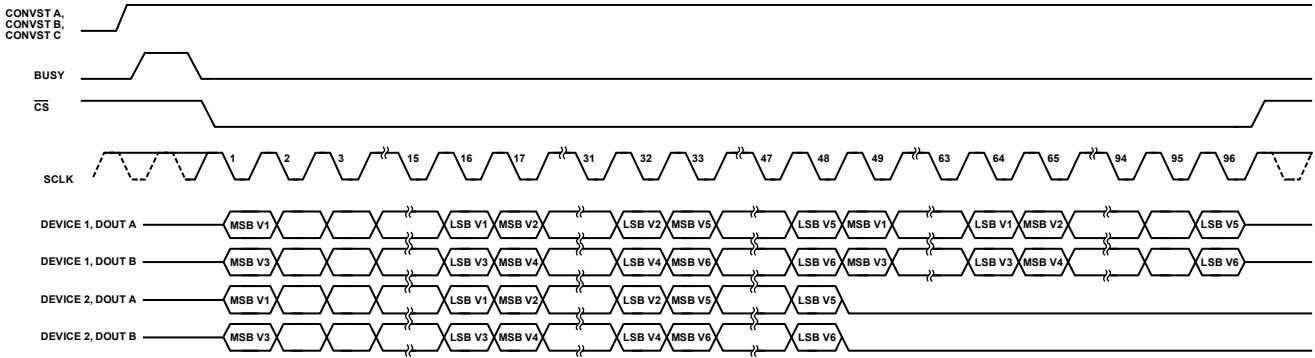 CONVST A,
CONVST B,
CONVST C
BUSY
CS
SCLK
1 2 3 15 16 17 31 32 33 47 48 49 63 64 65 94 95 96
DEVICE 1, DOUT A
MSB V1 LSB V1 MSB V2 LSB V2 MSB V5 LSB V5 MSB V1 LSB V1 MSB V2 LSB V5
DEVICE 1, DOUT B
MSB V3 LSB V3 MSB V4 LSB V4 MSB V6 LSB V6 MSB V3 LSB V3 MSB V4 LSB V6
DEVICE 2, DOUT A
MSB V1 LSB V1 MSB V2 LSB V2 MSB V5 LSB V5
DEVICE 2, DOUT B
MSB V3 LSB V3 MSB V4 LSB V4 MSB V6 LSB V6